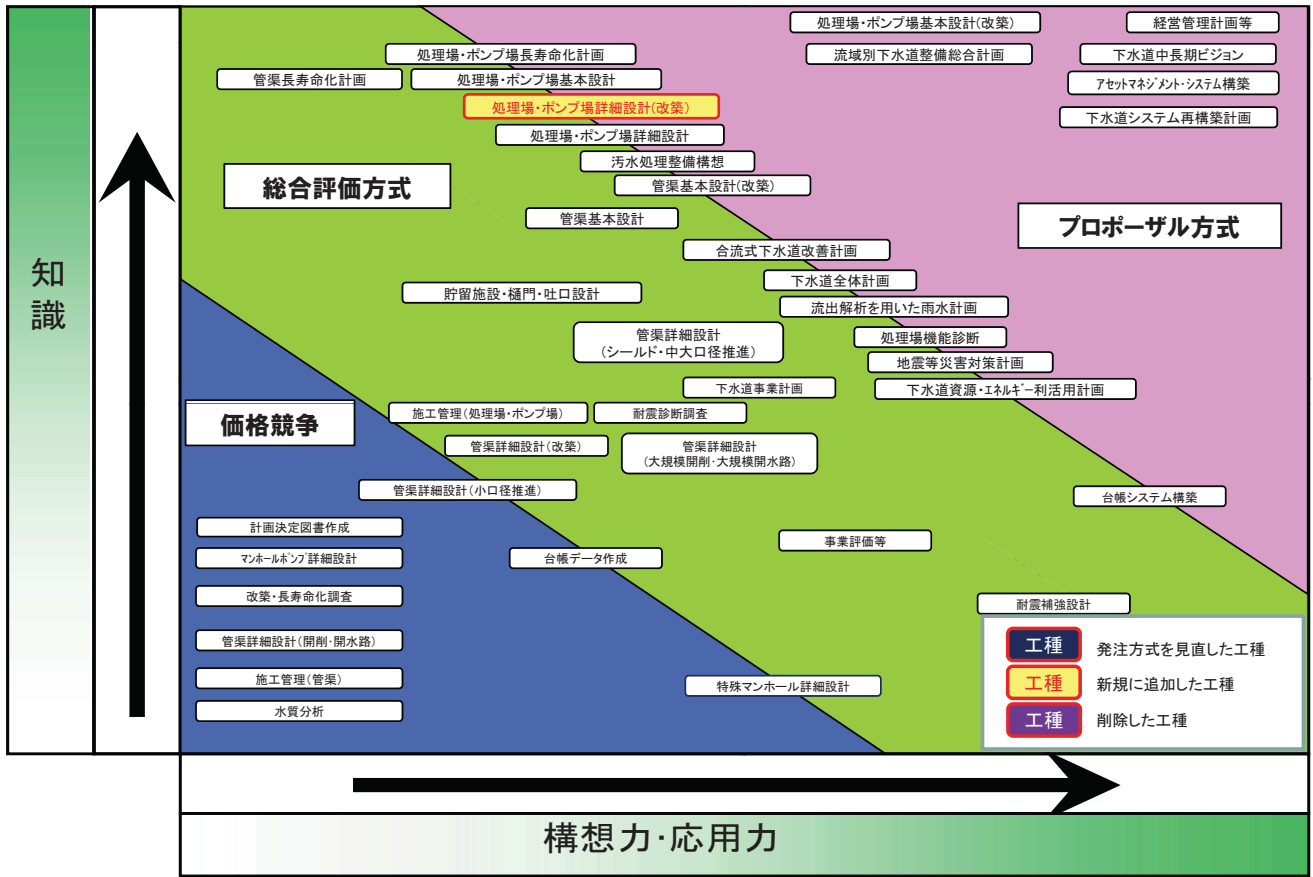 処理場・ポンプ場基本設計(改築)
経営管理計画等
処理場・ポンプ場長寿命化計画
流域別下水道整備総合計画
下水道中長期ビジョン
管渠長寿命化計画
処理場・ポンプ場基本設計
アセットマネジメント・システム構築
処理場・ポンプ場詳細設計(改築)
下水道システム再構築計画
処理場・ポンプ場詳細設計
汚水処理整備構想
総合評価方式
管渠基本設計(改築)
管渠基本設計
プロポーザル方式
合流式下水道改善計画
下水道全体計画
知識
貯留施設・樋門・吐口設計
流出解析を用いた雨水計画
管渠詳細設計
(シールド・中大口径推進)
処理場機能診断
地震等災害対策計画
下水道事業計画
下水道資源・エネルギー利活用計画
価格競争
施工管理(処理場・ポンプ場)
耐震診断調査
管渠詳細設計(改築)
管渠詳細設計
(大規模開削・大規模開水路)
管渠詳細設計(小口径推進)
台帳システム構築
計画決定図書作成
事業評価等
マンホールポンプ詳細設計
台帳データ作成
改築・長寿命化調査
耐震補強設計
管渠詳細設計(開削・開水路)
工種 発注方式を見直した工種
施工管理(管渠)
特殊マンホール詳細設計
工種 新規に追加した工種
水質分析
工種 削除した工種
構想力・応用力